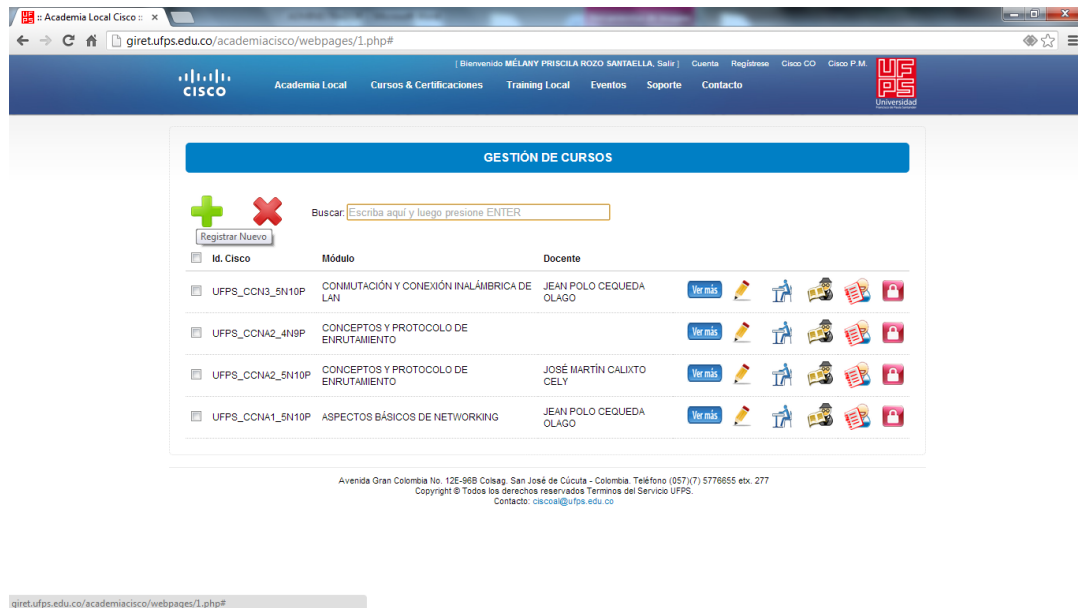 :: Academia Local Cisco ::
giret.ufps.edu.co/academiacisco/webpages/1.php#
[ Bienvenido MÉLANY PRISCILA ROZO SANTAELLA, Salir ] Cuenta Regístrese Cisco CO Cisco P.M.
CISCO
Academia Local Cursos & Certificaciones Training Local Eventos Soporte Contacto
UFPS
Universidad
GESTIÓN DE CURSOS
Buscar: Escriba aquí y luego presione ENTER
Registrar Nuevo
Id. Cisco Módulo Docente
UFPS_CCN3_5N10P CONMUTACIÓN Y CONEXIÓN INALÁMBRICA DE JEAN POLO CEQUEDA Ver más
LAN OLAGO
UFPS_CCNA2_4N9P CONCEPTOS Y PROTOCOLO DE Ver más
ENRUTAMIENTO
UFPS_CCNA2_5N10P CONCEPTOS Y PROTOCOLO DE JOSÉ MARTÍN CALIXTO Ver más
ENRUTAMIENTO CELY
UFPS_CCNA1_5N10P ASPECTOS BÁSICOS DE NETWORKING JEAN POLO CEQUEDA Ver más
OLAGO
Avenida Gran Colombia No. 12E-96B Colsag. San José de Cúcuta - Colombia. Teléfono (057)(7) 5776655 etx. 277
Copyright © Todos los derechos reservados Terminos del Servicio UFPS.
Contacto: ciscoal@ufps.edu.co
giret.ufps.edu.co/academiacisco/webpages/1.php#